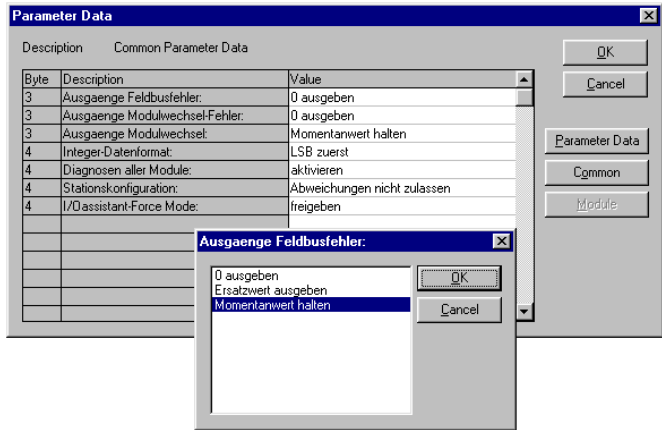 Parameter Data
Description Common Parameter Data
OK
Cancel
Byte Description Value
3 Ausgaenge Feldbusfehler: 0 ausgeben
3 Ausgaenge Modulwechsel-Fehler: 0 ausgeben
3 Ausgaenge Modulwechsel: Momentanwert halten
4 Integer-Datenformat: LSB zuerst
4 Diagnosen aller Module: aktivieren
4 Stationskonfiguration: Abweichungen nicht zulassen
4 I/Oassistant-Force Mode: freigeben
Parameter Data
Common
Module
Ausgaenge Feldbusfehler:
0 ausgeben
Ersatzwert ausgeben
Momentanwert halten
OK
Cancel